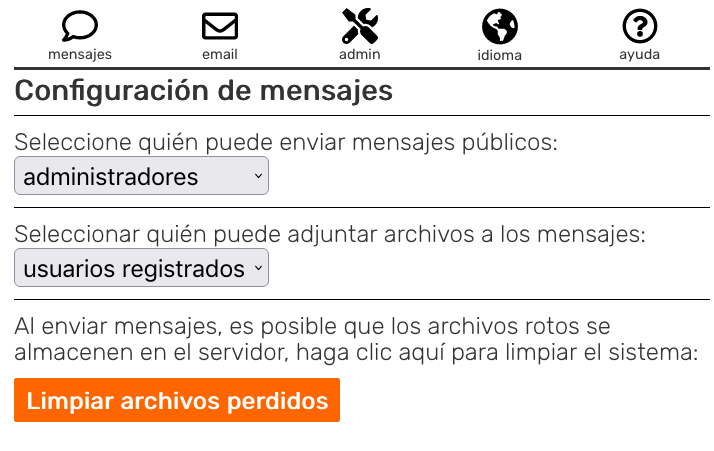 mensajes email admin idioma ayuda
Configuración de mensajes
Seleccione quién puede enviar mensajes públicos:
administradores
Seleccionar quién puede adjuntar archivos a los mensajes:
usuarios registrados
Al enviar mensajes, es posible que los archivos rotos se
almacenen en el servidor, haga clic aquí para limpiar el sistema:
Limpiar archivos perdidos